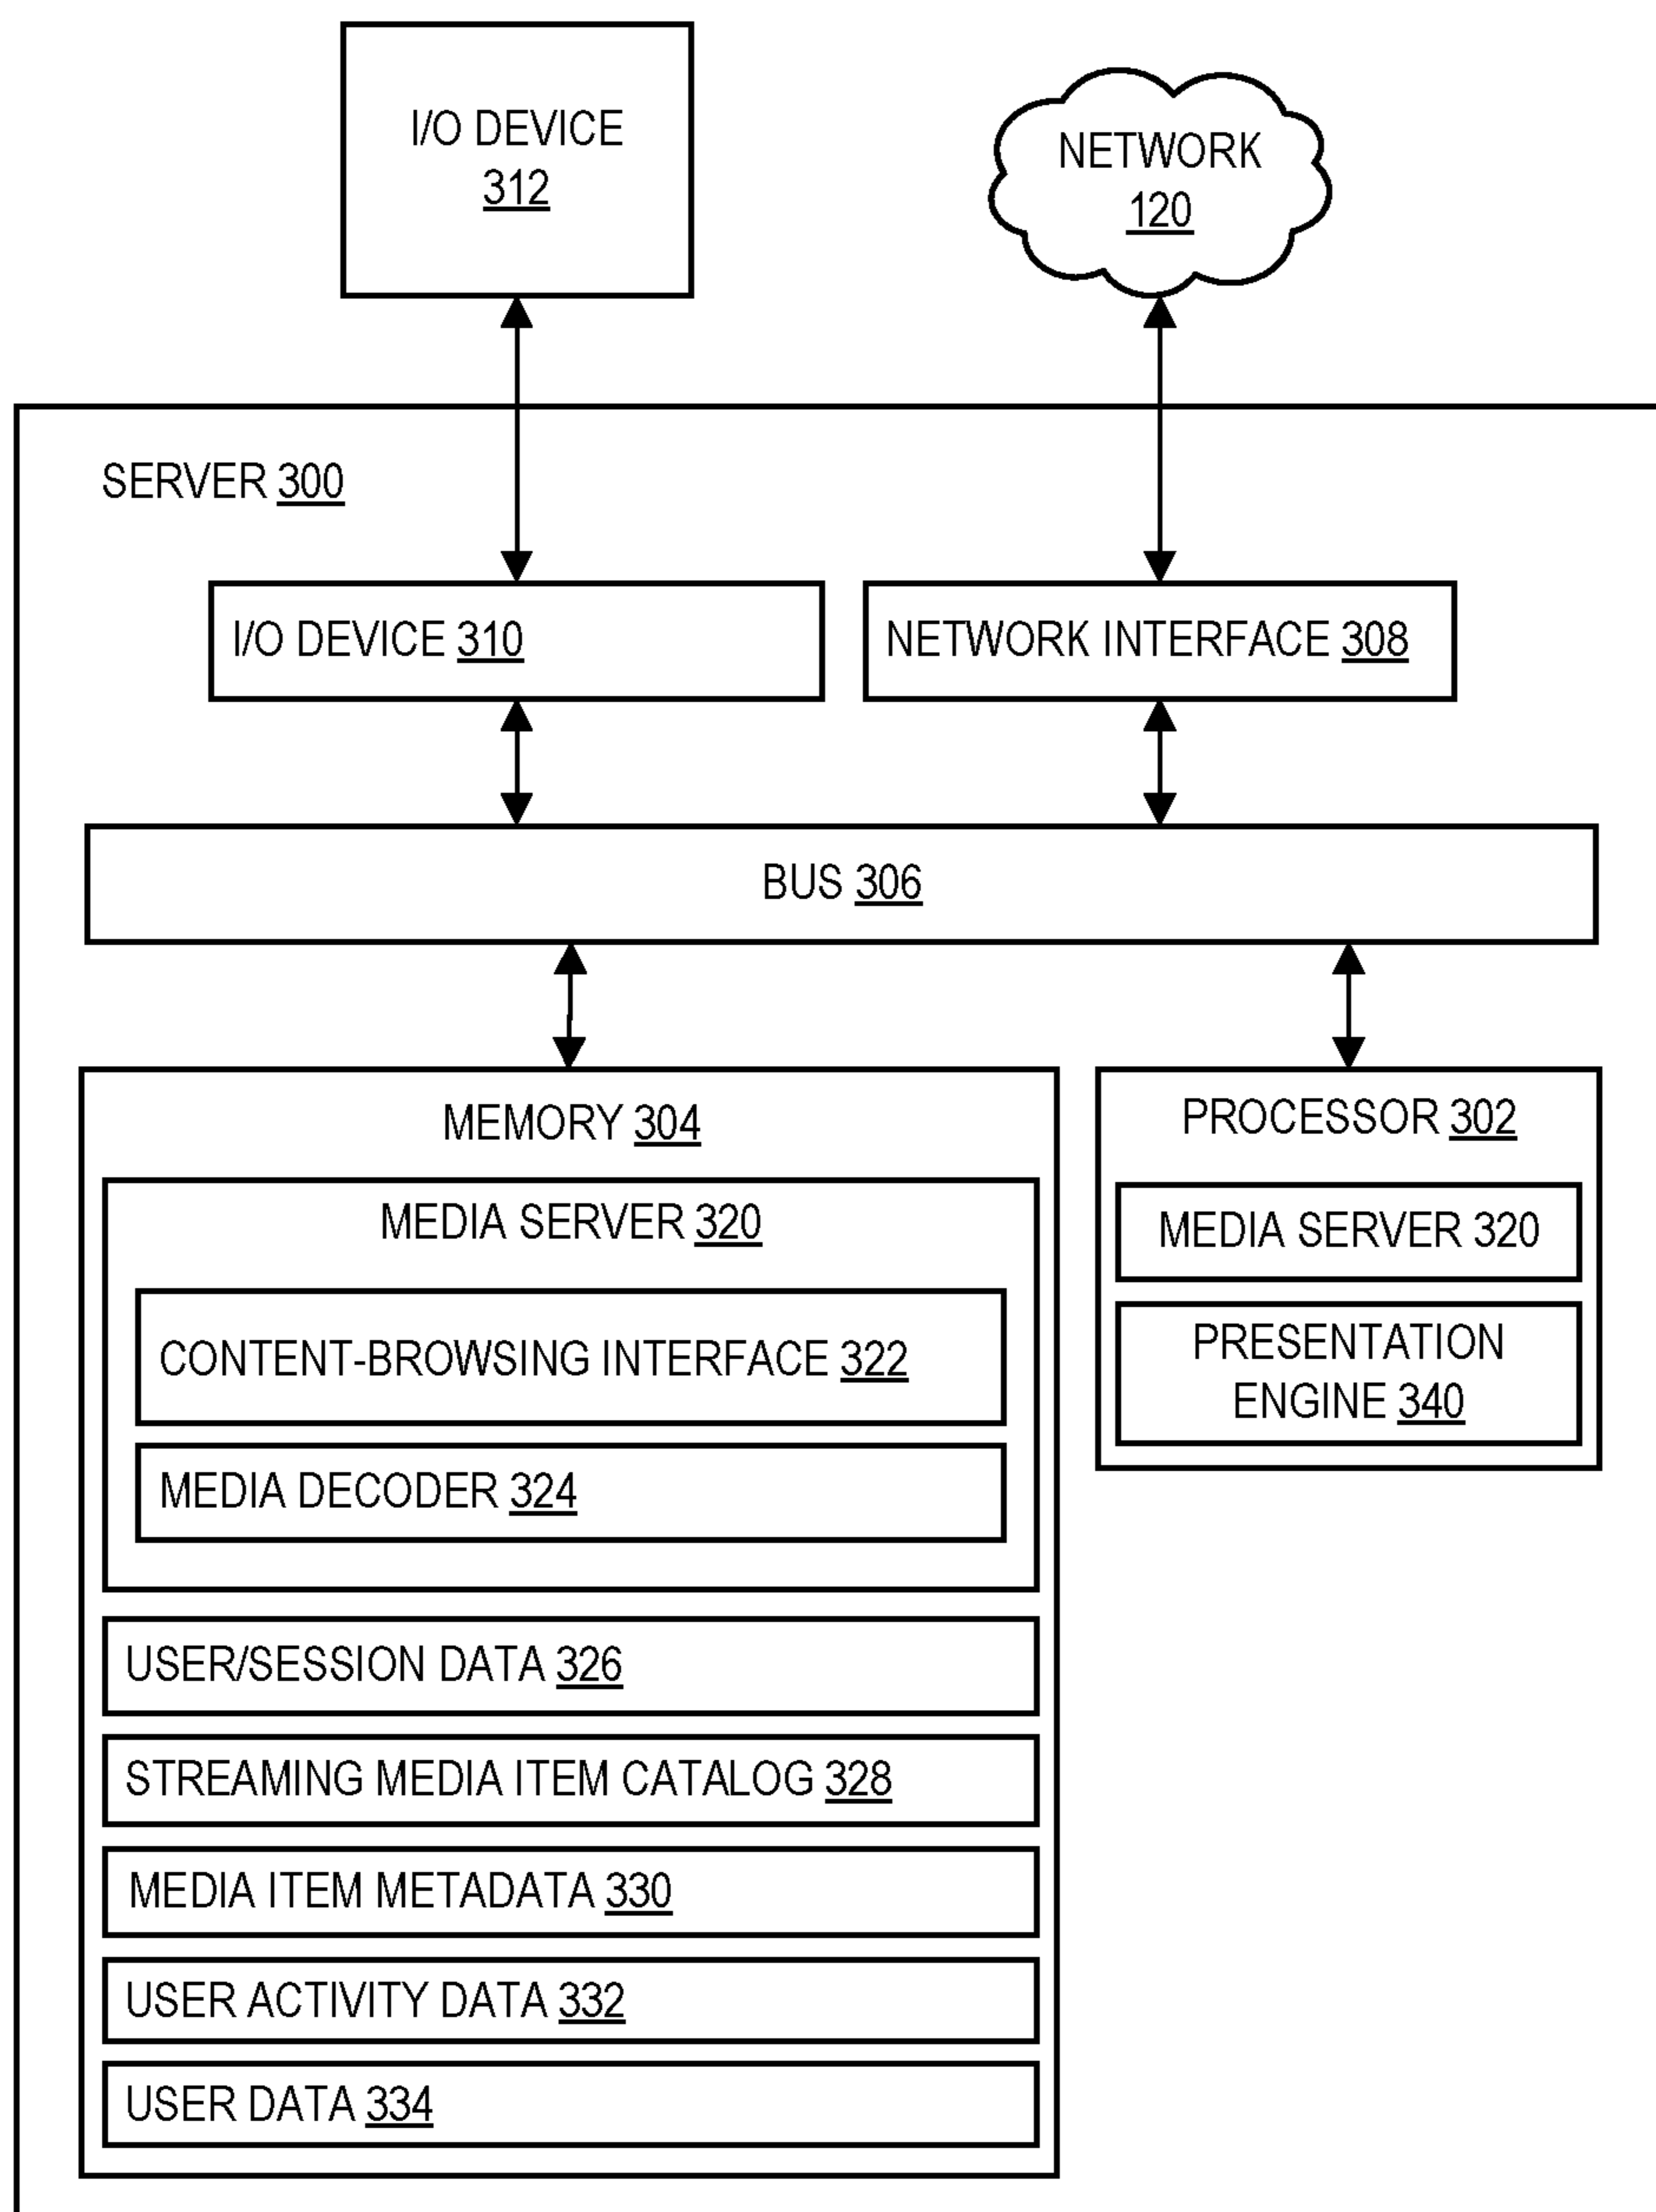 I/O DEVICE
312
NETWORK
120
SERVER 300
I/O DEVICE 310
NETWORK INTERFACE 308
BUS 306
MEMORY 304
MEDIA SERVER 320
CONTENT-BROWSING INTERFACE 322
MEDIA DECODER 324
USER/SESSION DATA 326
STREAMING MEDIA ITEM CATALOG 328
MEDIA ITEM METADATA 330
USER ACTIVITY DATA 332
USER DATA 334
PROCESSOR 302
MEDIA SERVER 320
PRESENTATION
ENGINE 340